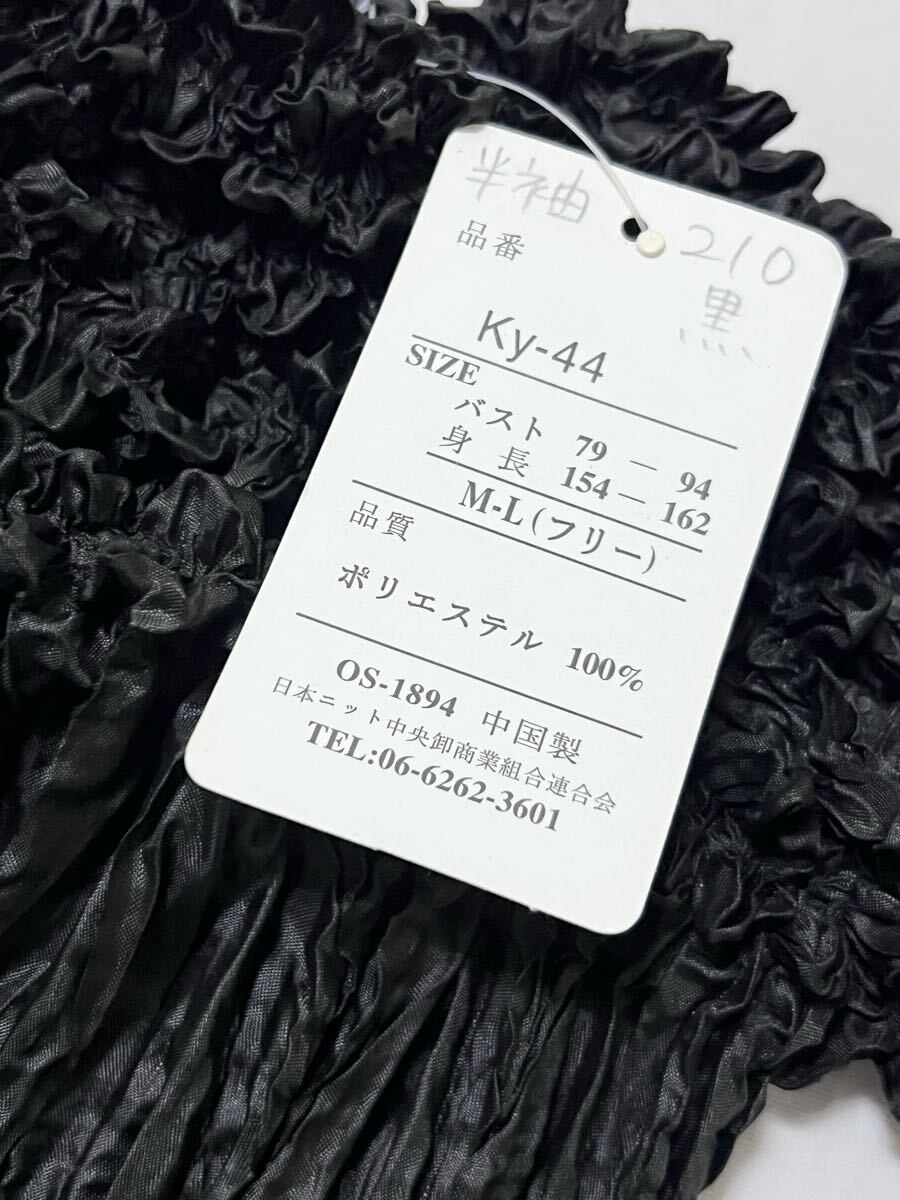 半袖 210
黒
品番
Ky-44
SIZE
バスト 79 — 94
身長 154 — 162
M-L(フリー)
品質
ポリエステル 100%
OS-1894 中国製
日本ニット中央卸商業組合連合会
TEL:06-6262-3601